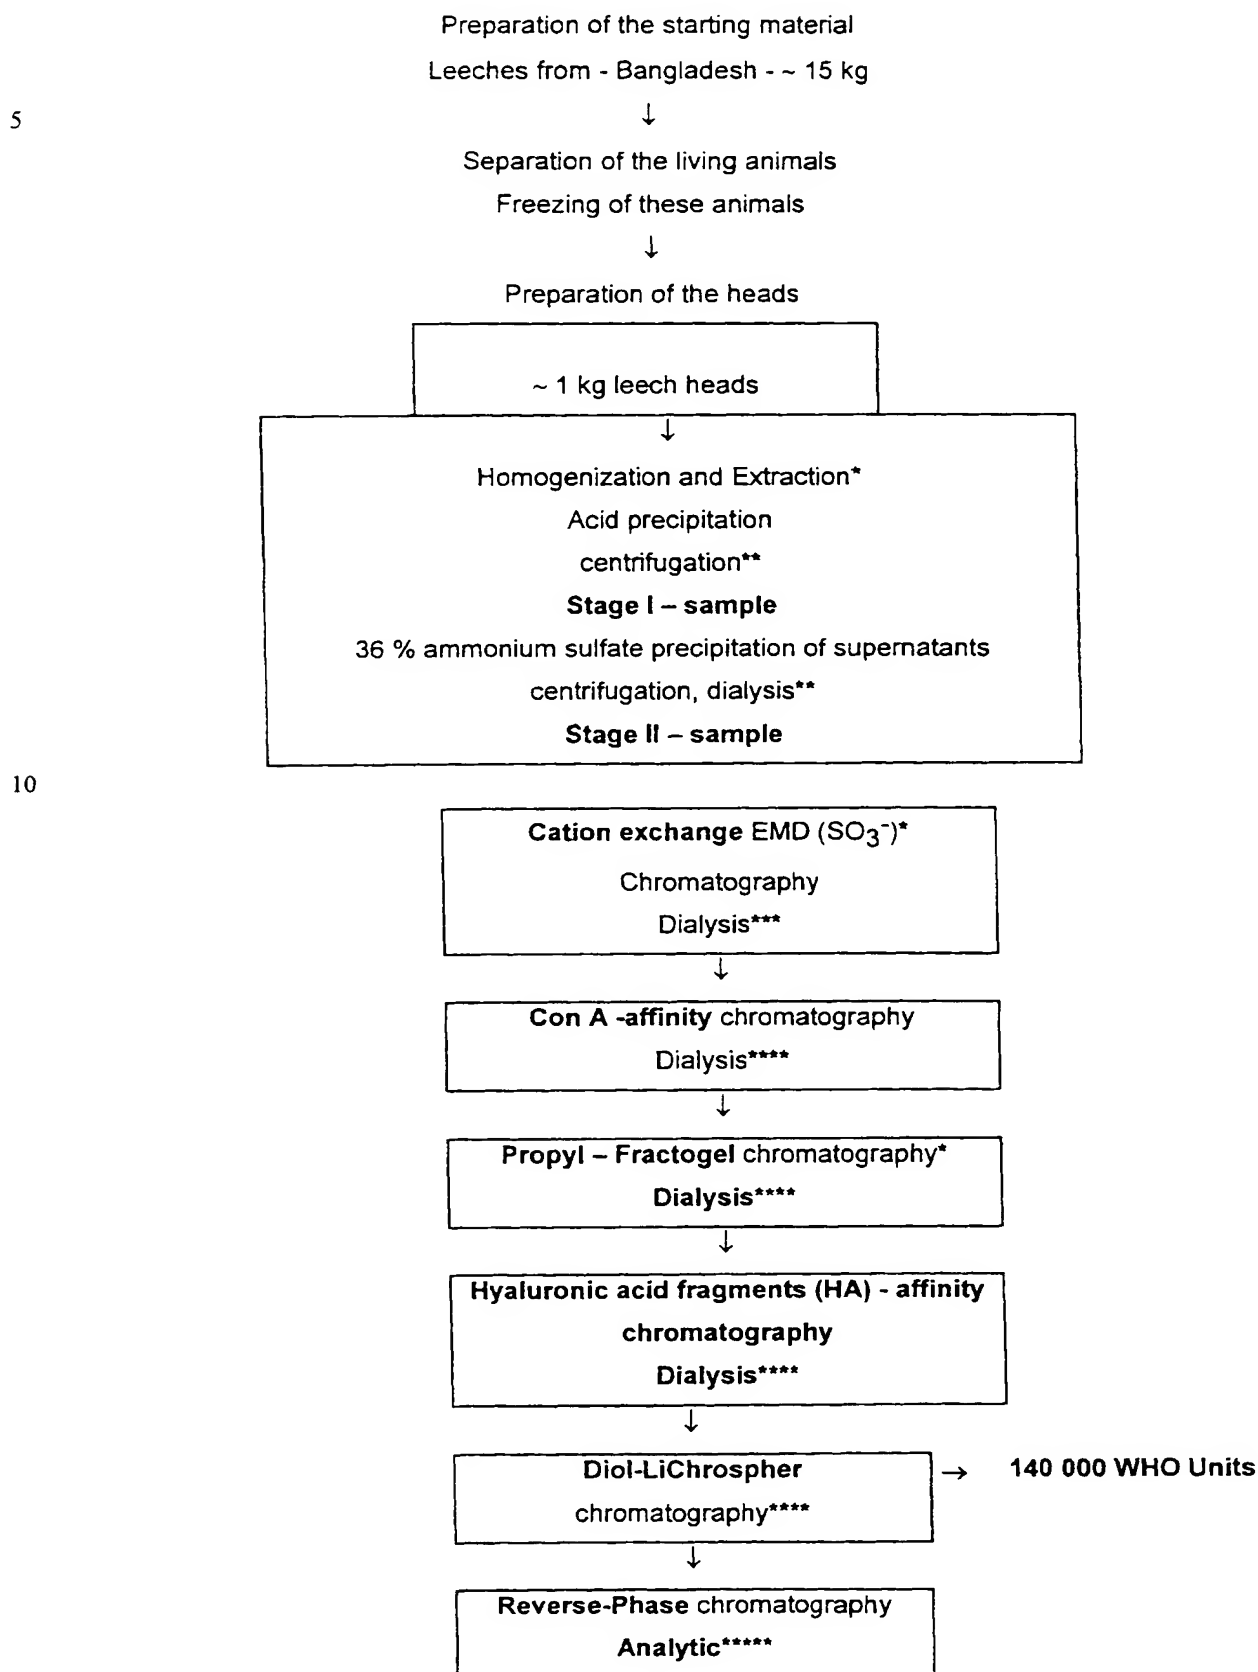 Preparation of the starting material
Leeches from - Bangladesh - ~ 15 kg
5
↓
Separation of the living animals
Freezing of these animals
↓
Preparation of the heads
~ 1 kg leech heads
↓
Homogenization and Extraction*
Acid precipitation
centrifugation**
Stage I – sample
36 % ammonium sulfate precipitation of supernatants
centrifugation, dialysis**
Stage II – sample
10
Cation exchange EMD (SO₃⁻)*
Chromatography
Dialysis***
↓
Con A -affinity chromatography
Dialysis****
↓
Propyl – Fractogel chromatography*
Dialysis****
↓
Hyaluronic acid fragments (HA) - affinity
chromatography
Dialysis****
↓
Diol-LiChrospher → 140 000 WHO Units
chromatography****
↓
Reverse-Phase chromatography
Analytic*****